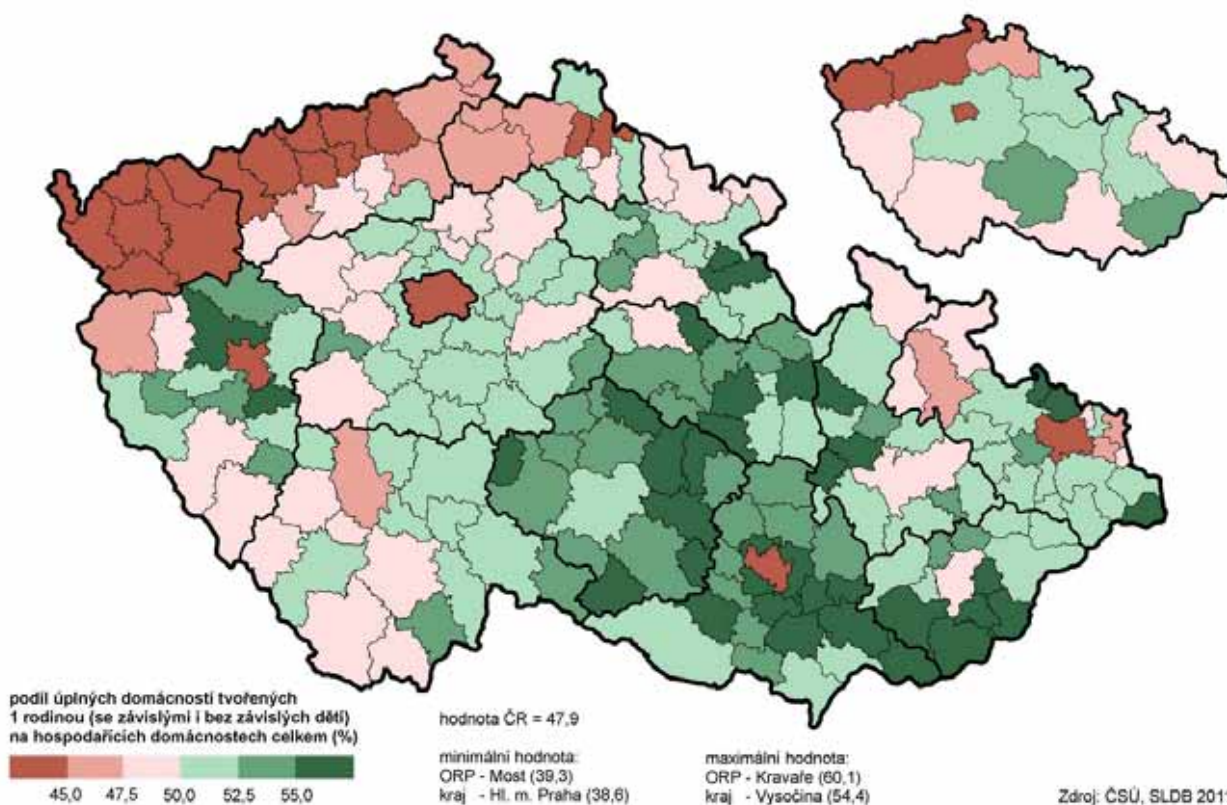 podíl úplných domácností tvořených
1 rodinou (se závislými i bez závislých dětí)
na hospodařících domácnostech celkem (%)
45,0 47,5 50,0 52,5 55,0
hodnota ČR = 47,9
minimální hodnota:
ORP - Most (39,3)
kraj - Hl. m. Praha (38,6)
maximální hodnota:
ORP - Kravaře (60,1)
kraj - Vysočina (54,4)
Zdroj: ČSÚ, SLDB